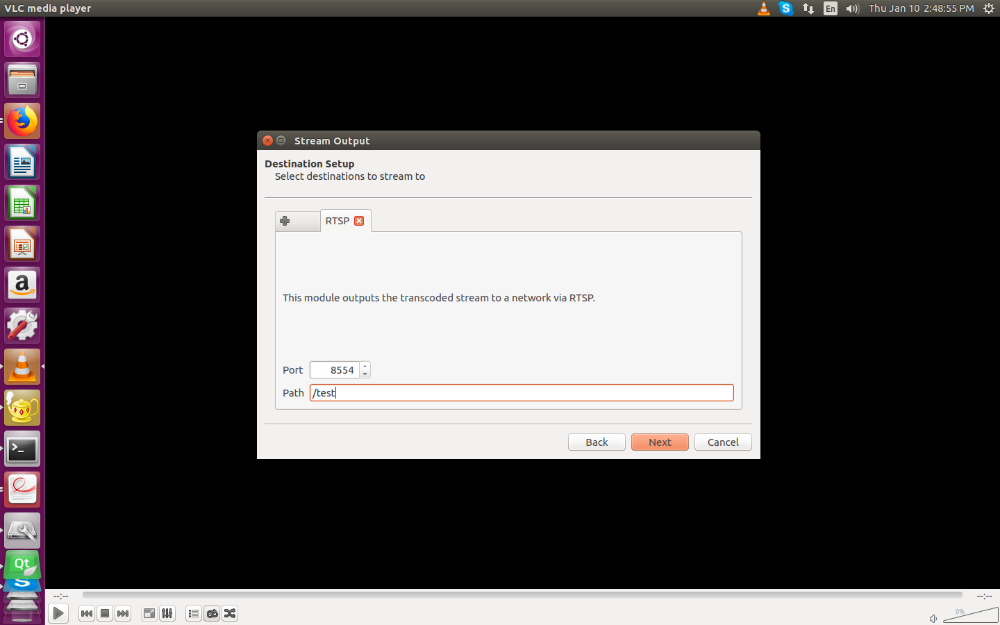 VLC media player
En
Thu Jan 10 2:48:55 PM
Stream Output
Destination Setup
Select destinations to stream to
RTSP
This module outputs the transcoded stream to a network via RTSP.
Port 8554
Path /test
Back Next Cancel
a
>_
Qt
S
--:-- --:--
0%